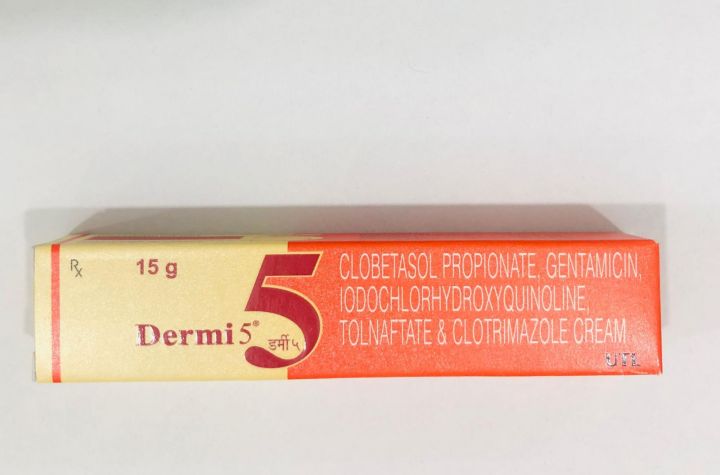 Rx
15 g
Dermi 5®
डर्मी ५
5
CLOBETASOL PROPIONATE, GENTAMICIN,
IODOCHLORHYDROXYQUINOLINE,
TOLNAFTATE & CLOTRIMAZOLE CREAM
UTL